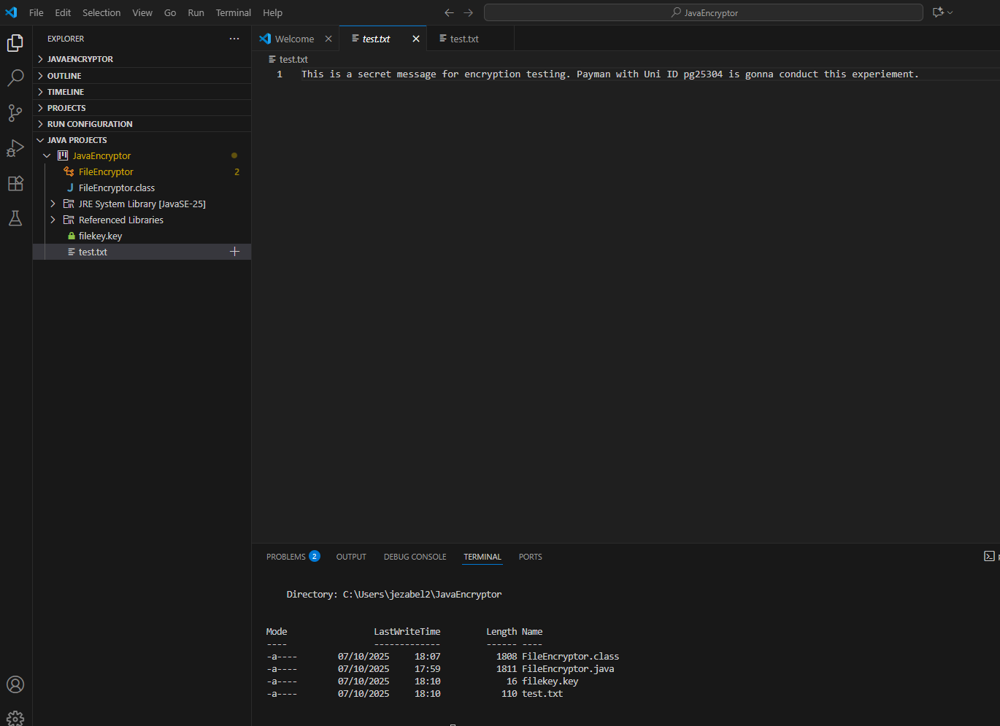 File Edit Selection View Go Run Terminal Help
JavaEncryptor
EXPLORER
JAVAENCRYPTOR
OUTLINE
TIMELINE
PROJECTS
RUN CONFIGURATION
JAVA PROJECTS
JavaEncryptor
FileEncryptor 2
FileEncryptor.class
JRE System Library [JavaSE-25]
Referenced Libraries
filekey.key
test.txt
Welcome test.txt test.txt
test.txt
1 This is a secret message for encryption testing. Payman with Uni ID pg25304 is gonna conduct this experiement.
PROBLEMS 2 OUTPUT DEBUG CONSOLE TERMINAL PORTS
Directory: C:\Users\jezabel2\JavaEncryptor
Mode LastWriteTime Length Name
---- ------------- ------ ----
-a---- 07/10/2025 18:07 1808 FileEncryptor.class
-a---- 07/10/2025 17:59 1811 FileEncryptor.java
-a---- 07/10/2025 18:10 16 filekey.key
-a---- 07/10/2025 18:10 110 test.txt